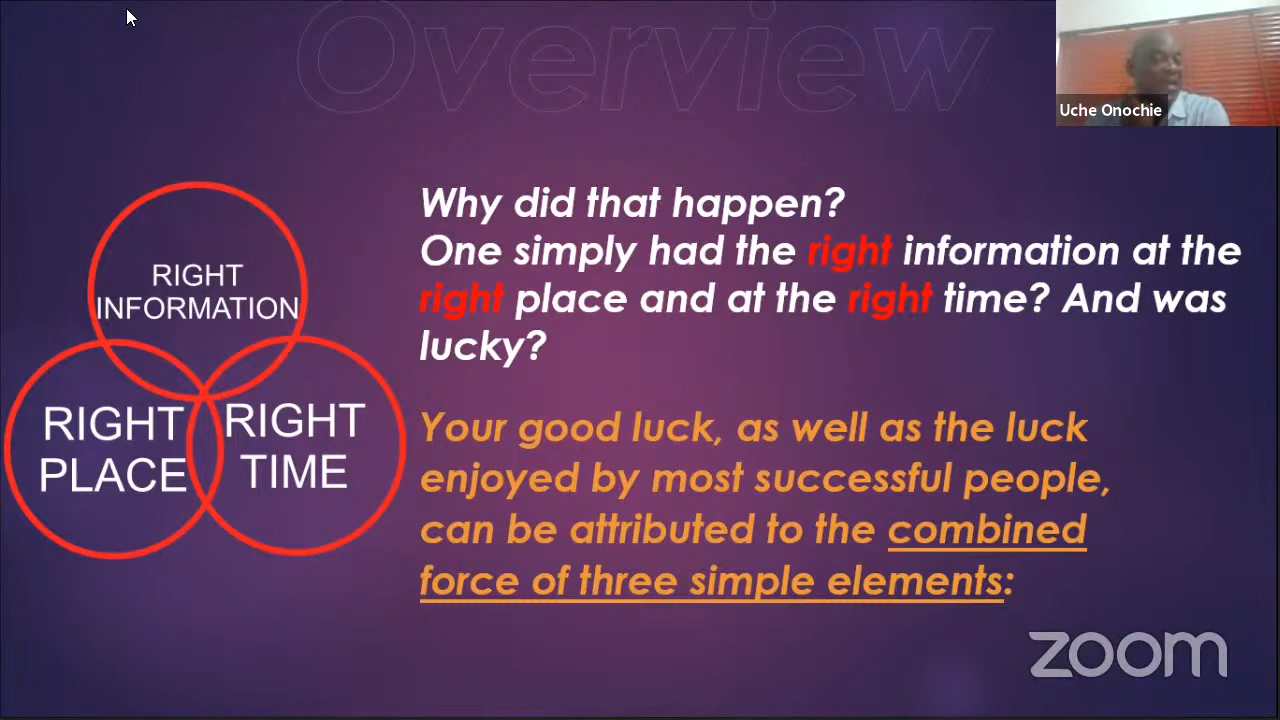 Overview
Uche Onochie
RIGHT
INFORMATION
RIGHT
PLACE
RIGHT
TIME
Why did that happen?
One simply had the right information at the
right place and at the right time? And was
lucky?
Your good luck, as well as the luck
enjoyed by most successful people,
can be attributed to the combined
force of three simple elements:
zoom